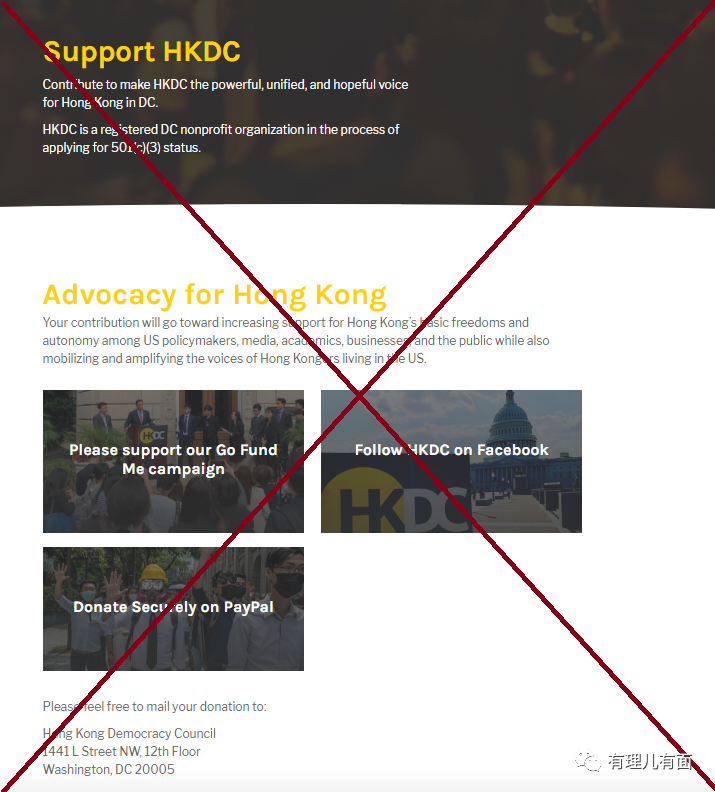 Support HKDC
Contribute to make HKDC the powerful, unified, and hopeful voice
for Hong Kong in DC.
HKDC is a registered DC nonprofit organization in the process of
applying for 501(c)(3) status.
Advocacy for Hong Kong
Your contribution will go toward increasing support for Hong Kong's basic freedoms and
autonomy among US policymakers, media, academics, businesses, and the public while also
mobilizing and amplifying the voices of Hong Kongers living in the US.
HKDC
Please support our Go Fund
Me campaign
Follow HKDC on Facebook
HKDC
Donate Securely on PayPal
Please feel free to mail your donation to:
Hong Kong Democracy Council
1441 L Street NW, 12th Floor
Washington, DC 20005
有理儿有面